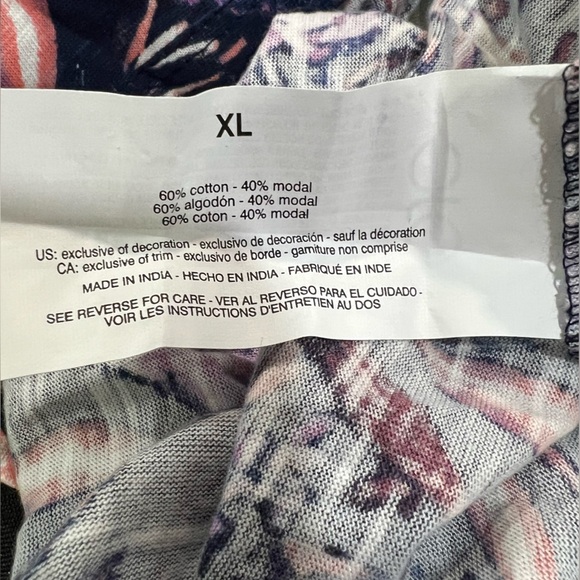 XL
60% cotton - 40% modal
60% algodón - 40% modal
60% coton - 40% modal
US: exclusive of decoration - exclusivo de decoración - sauf la décoration
CA: exclusive of trim - exclusivo de borde - garniture non comprise
MADE IN INDIA - HECHO EN INDIA - FABRIQUÉ EN INDE
SEE REVERSE FOR CARE - VER AL REVERSO PARA EL CUIDADO -
VOIR LES INSTRUCTIONS D'ENTRETIEN AU DOS